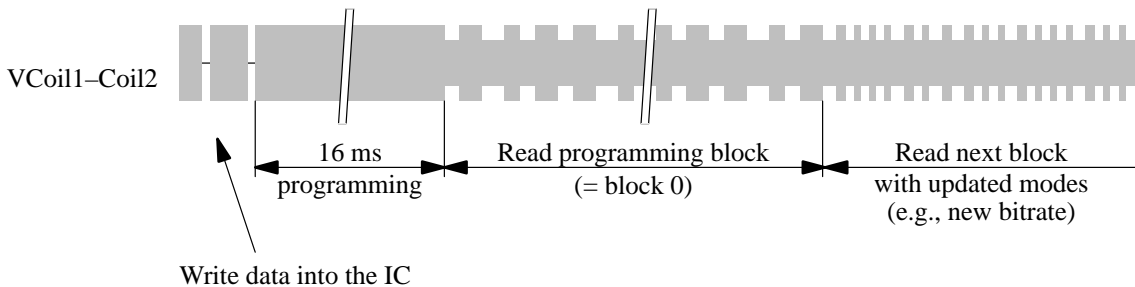 VCoil1–Coil2
16 ms
programming
Read programming block
(= block 0)
Read next block
with updated modes
(e.g., new bitrate)
Write data into the IC